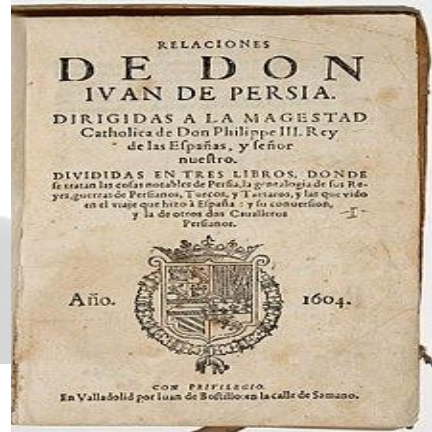 RELACIONES
DE DON
IVAN DE PERSIA.
DIRIGIDAS A LA MAGESTAD
Catholica de Don Philippe III. Rey
de las Españas, y señor
nuestro.
DIVIDIDAS EN TRES LIBROS, DONDE
se tratan las cosas notables de Persia, la genealogia de sus Re-
yes, guerras de Persianos, Turcos, y Tartaros, y las que vido
en el viaje que hizo à España: y su conuersion,
y la de otros dos Caualleros
Persianos.
Año. 1604.
CON PRIVILEGIO.
En Valladolid por Iuan de Bostillo: en la calle de Samano.